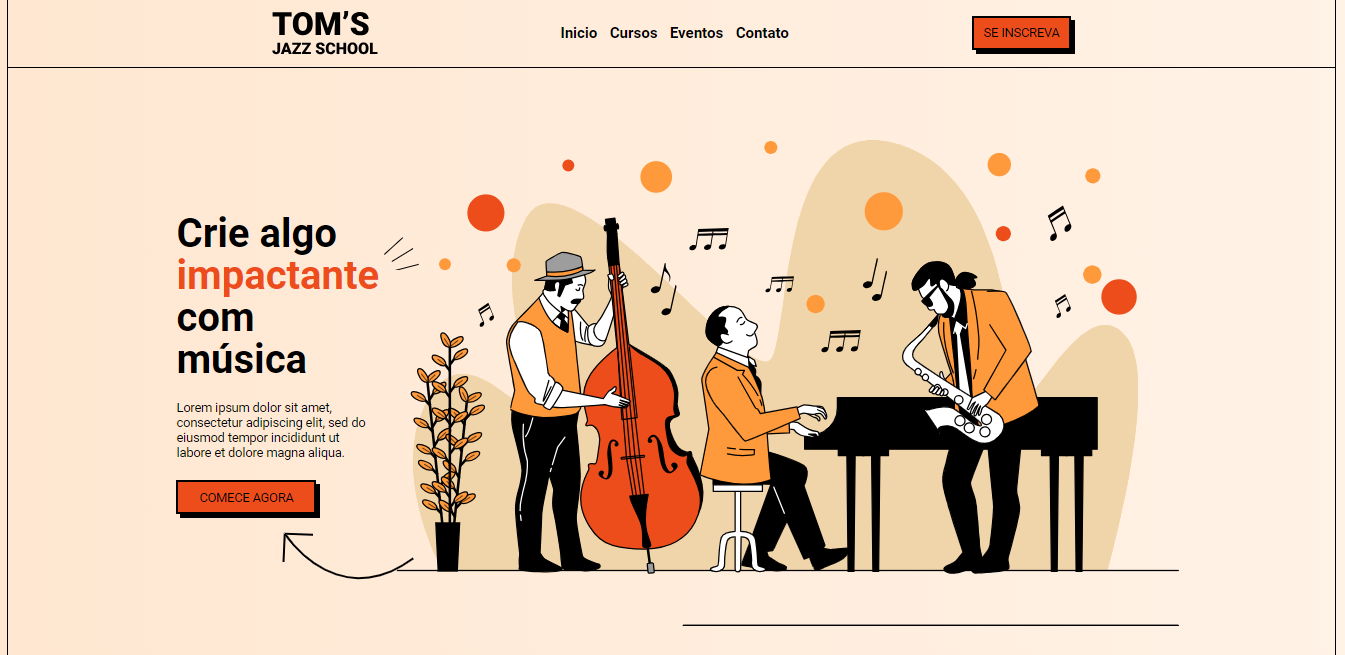 TOM’S
JAZZ SCHOOL
Inicio Cursos Eventos Contato
SE INSCREVA
Crie algo
impactante
com
música
Lorem ipsum dolor sit amet,
consectetur adipiscing elit, sed do
eiusmod tempor incididunt ut
labore et dolore magna aliqua.
COMECE AGORA